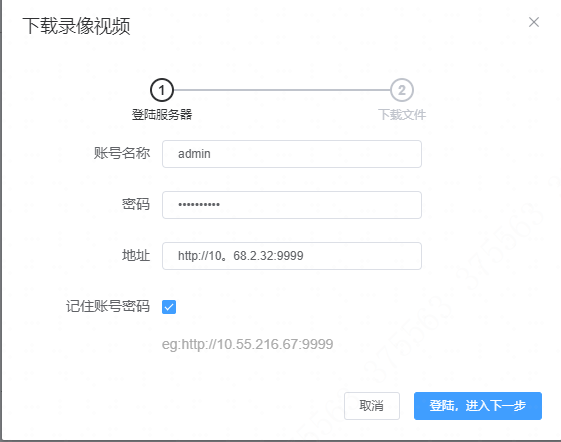 下载录像视频
1
2
登陆服务器
下载文件
账号名称
admin
密码
••••••••••
地址
http://10。68.2.32:9999
记住账号密码
eg:http://10.55.216.67:9999
取消
登陆，进入下一步